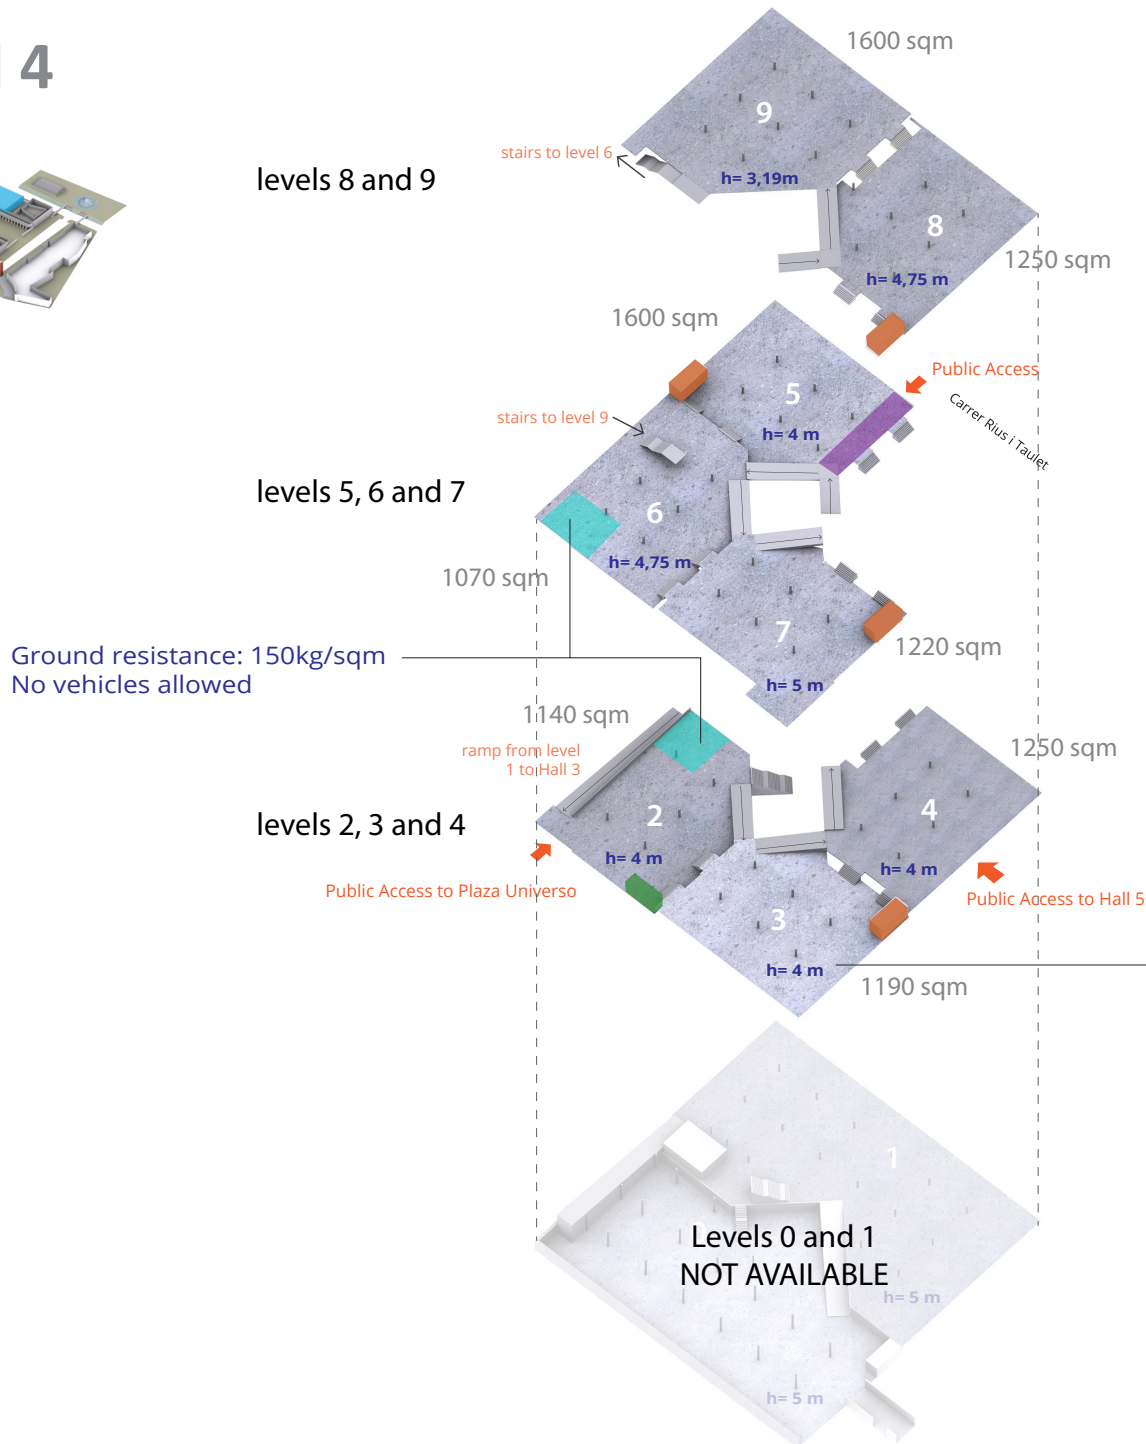 4
1600 sqm
9
stairs to level 6
levels 8 and 9
h= 3,19m
8
1250 sqm
h= 4,75 m
1600 sqm
Public Access
5
Carrer Rius i Taulet
stairs to level 9
h= 4 m
levels 5, 6 and 7
6
h= 4,75 m
1070 sqm
7
1220 sqm
Ground resistance: 150kg/sqm
No vehicles allowed
h= 5 m
1140 sqm
1250 sqm
ramp from level
1 to Hall 3
levels 2, 3 and 4
2
4
h= 4 m
h= 4 m
Public Access to Plaza Universo
Public Access to Hall 5
3
h= 4 m
1190 sqm
1
Levels 0 and 1
NOT AVAILABLE
h= 5 m
h= 5 m